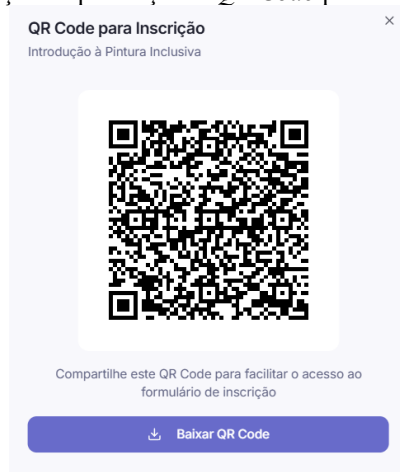 QR Code para Inscrição
Introdução à Pintura Inclusiva
Compartilhe este QR Code para facilitar o acesso ao
formulário de inscrição
Baixar QR Code